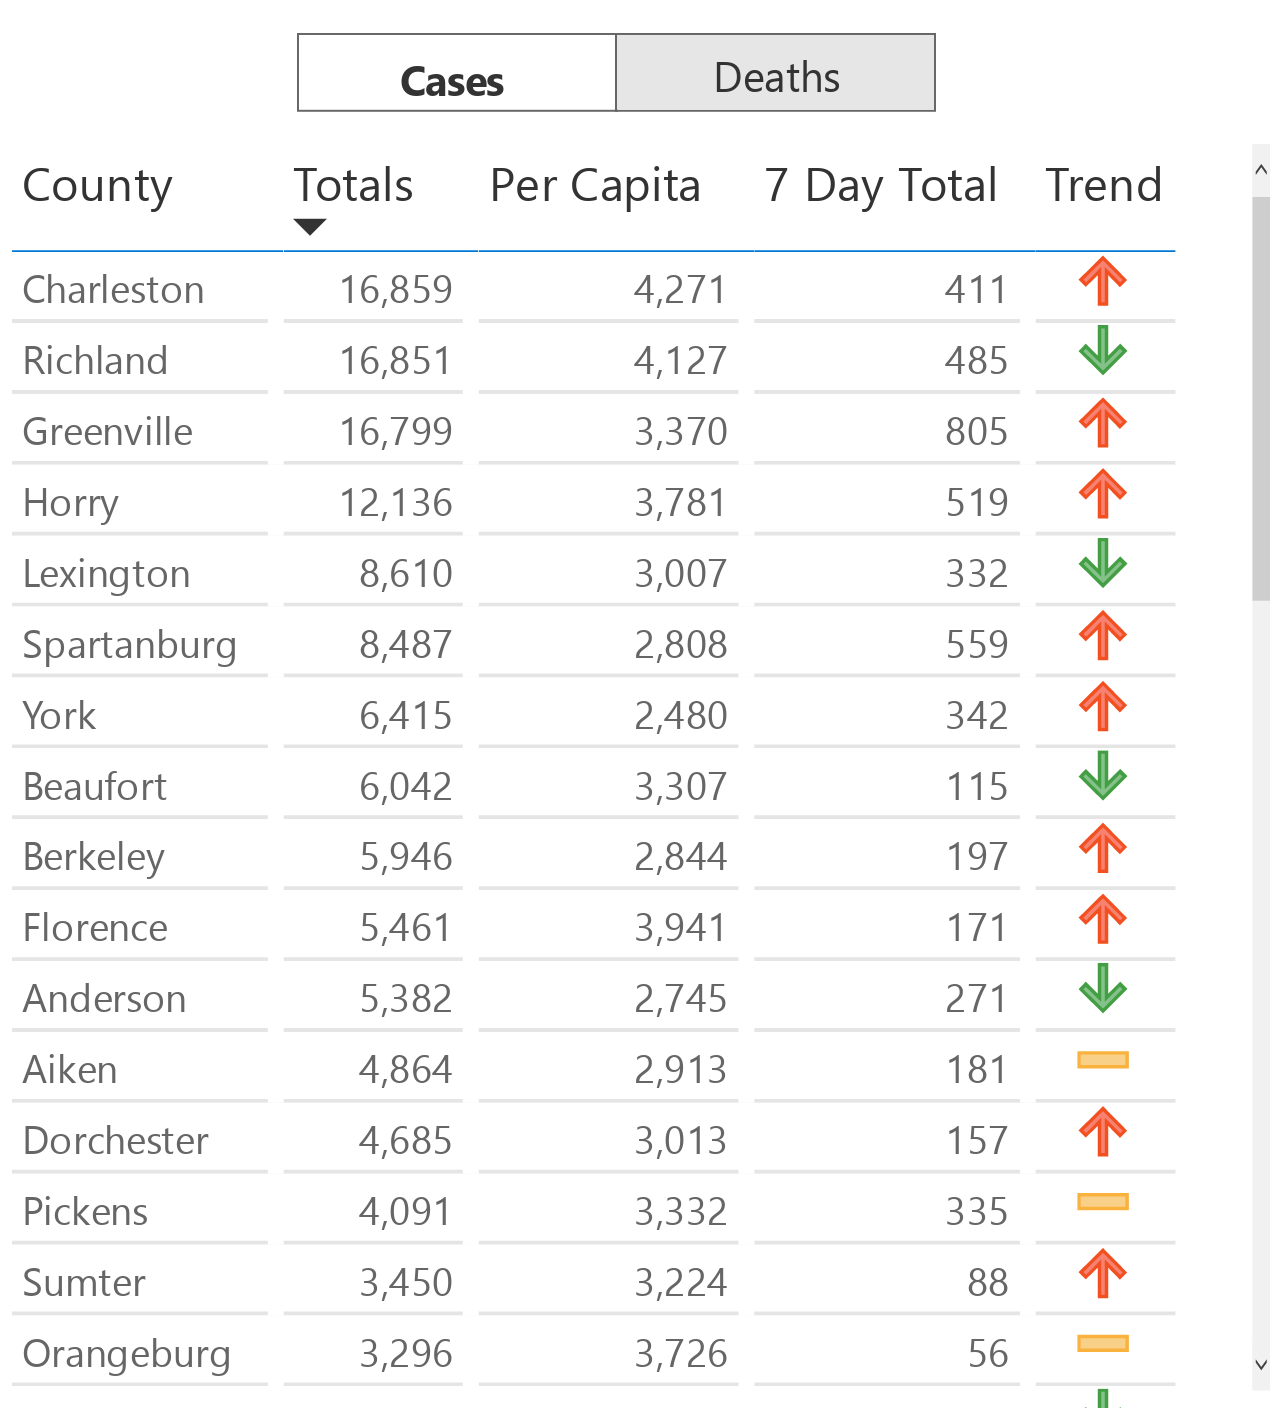 Cases Deaths
County Totals Per Capita 7 Day Total Trend
Charleston 16,859 4,271 411
Richland 16,851 4,127 485
Greenville 16,799 3,370 805
Horry 12,136 3,781 519
Lexington 8,610 3,007 332
Spartanburg 8,487 2,808 559
York 6,415 2,480 342
Beaufort 6,042 3,307 115
Berkeley 5,946 2,844 197
Florence 5,461 3,941 171
Anderson 5,382 2,745 271
Aiken 4,864 2,913 181
Dorchester 4,685 3,013 157
Pickens 4,091 3,332 335
Sumter 3,450 3,224 88
Orangeburg 3,296 3,726 56